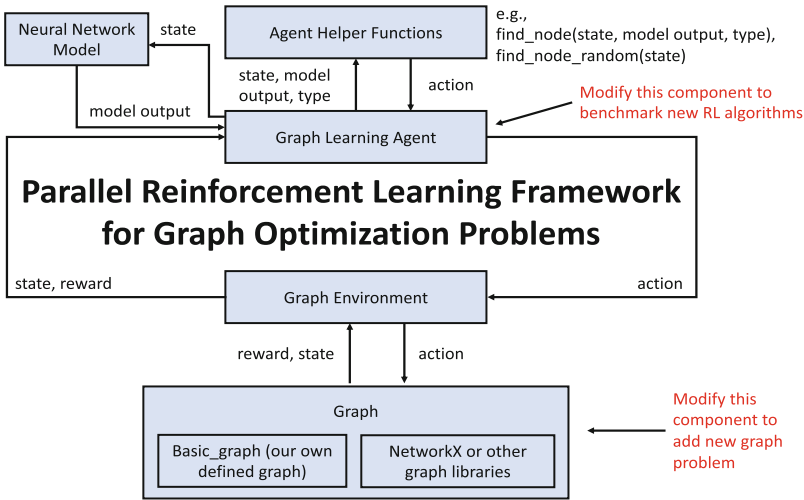 Neural Network
Model
state
Agent Helper Functions
e.g.,
find_node(state, model output, type),
find_node_random(state)
state, model
output, type
action
model output
Modify this component to
benchmark new RL algorithms
Graph Learning Agent
Parallel Reinforcement Learning Framework
for Graph Optimization Problems
state, reward
Graph Environment
action
reward, state
action
Graph
Basic_graph (our own
defined graph)
NetworkX or other
graph libraries
Modify this
component to
add new graph
problem